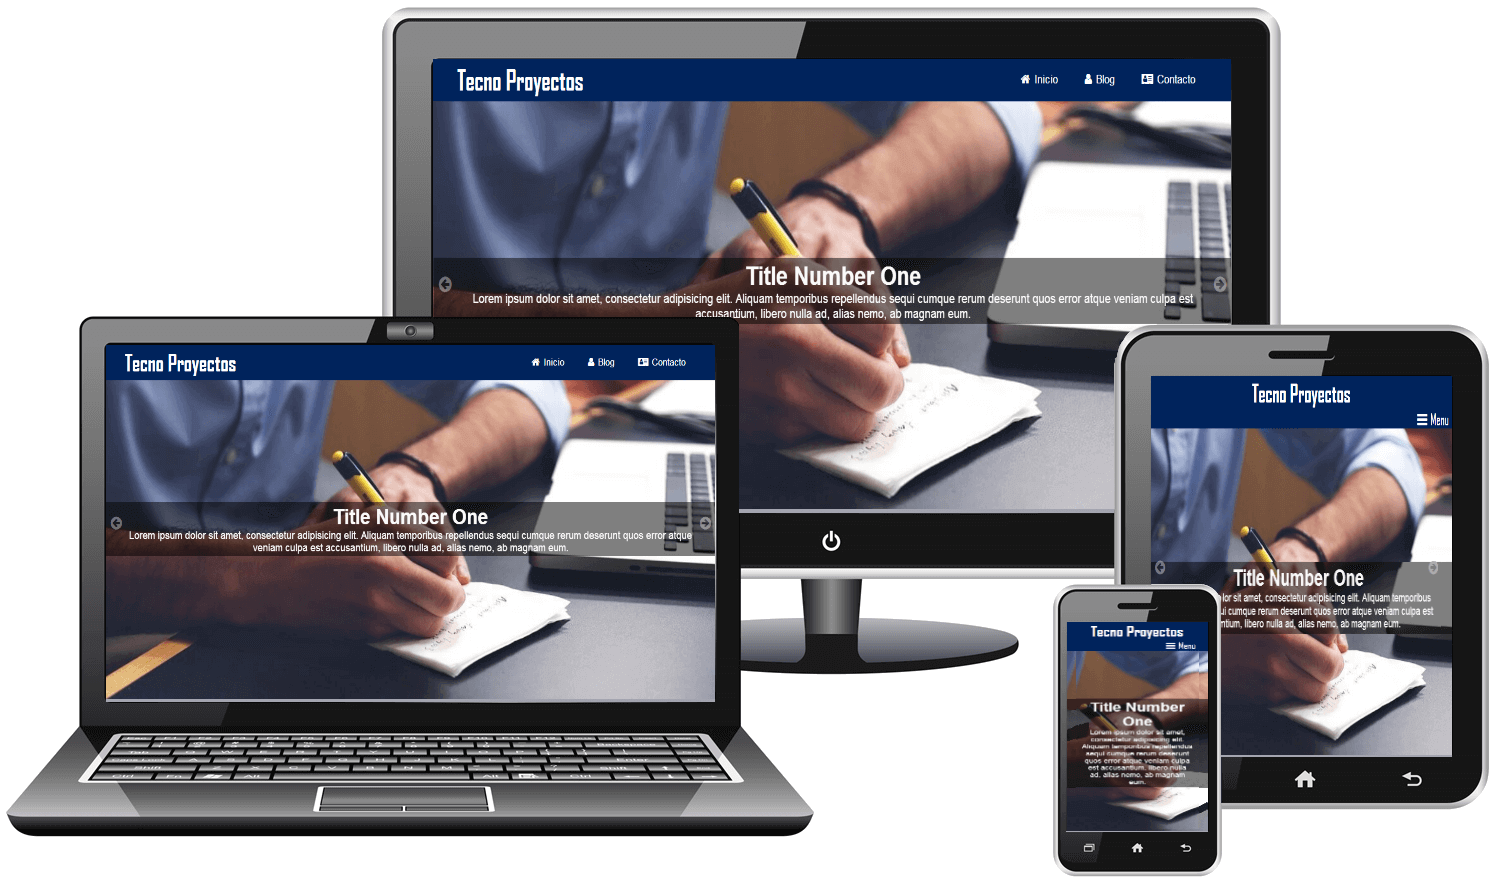 Tecno Proyectos
Inicio Blog Contacto
Title Number One
Lorem ipsum dolor sit amet, consectetur adipisicing elit. Aliquam temporibus repellendus sequi cumque rerum deserunt quos error atque veniam culpa est
accusantium, libero nulla ad, alias nemo, ab magnam eum.
Tecno Proyectos
Inicio Blog Contacto
Title Number One
Lorem ipsum dolor sit amet, consectetur adipisicing elit. Aliquam temporibus repellendus sequi cumque rerum deserunt quos error atque
veniam culpa est accusantium, libero nulla ad, alias nemo, ab magnam eum.
Tecno Proyectos
Menu
Title Number One
lor sit amet, consectetur adipisicing elit. Aliquam temporibus
ui cumque rerum deserunt quos error atque veniam culpa est
ntium, libero nulla ad, alias nemo, ab magnam eum.
Tecno Proyectos
Menu
Title Number
One
Lorem ipsum dolor sit amet,
consectetur adipisicing elit.
Aliquam temporibus repellendus
sequi cumque rerum deserunt
quos error atque veniam culpa
est accusantium, libero nulla
ad, alias nemo, ab magnam
eum.